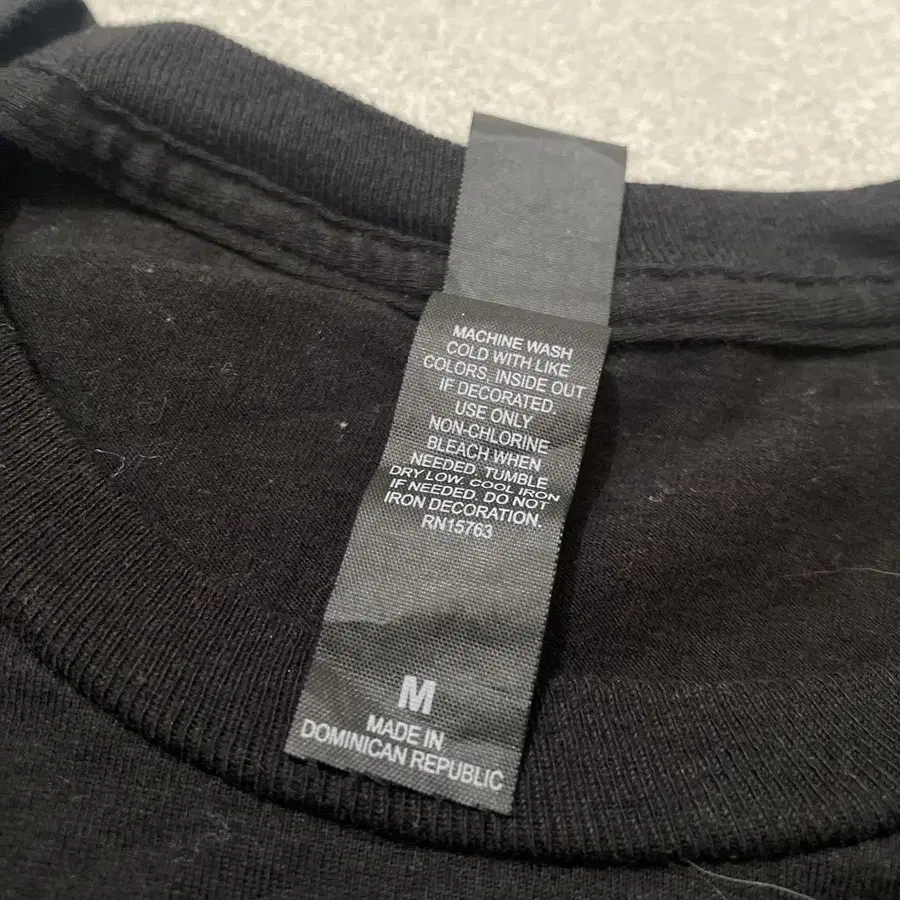 MACHINE WASH
COLD WITH LIKE
COLORS, INSIDE OUT
IF DECORATED.
USE ONLY
NON-CHLORINE
BLEACH WHEN
NEEDED. TUMBLE
DRY LOW. COOL IRON
IF NEEDED. DO NOT
IRON DECORATION.
RN15763
M
MADE IN
DOMINICAN REPUBLIC